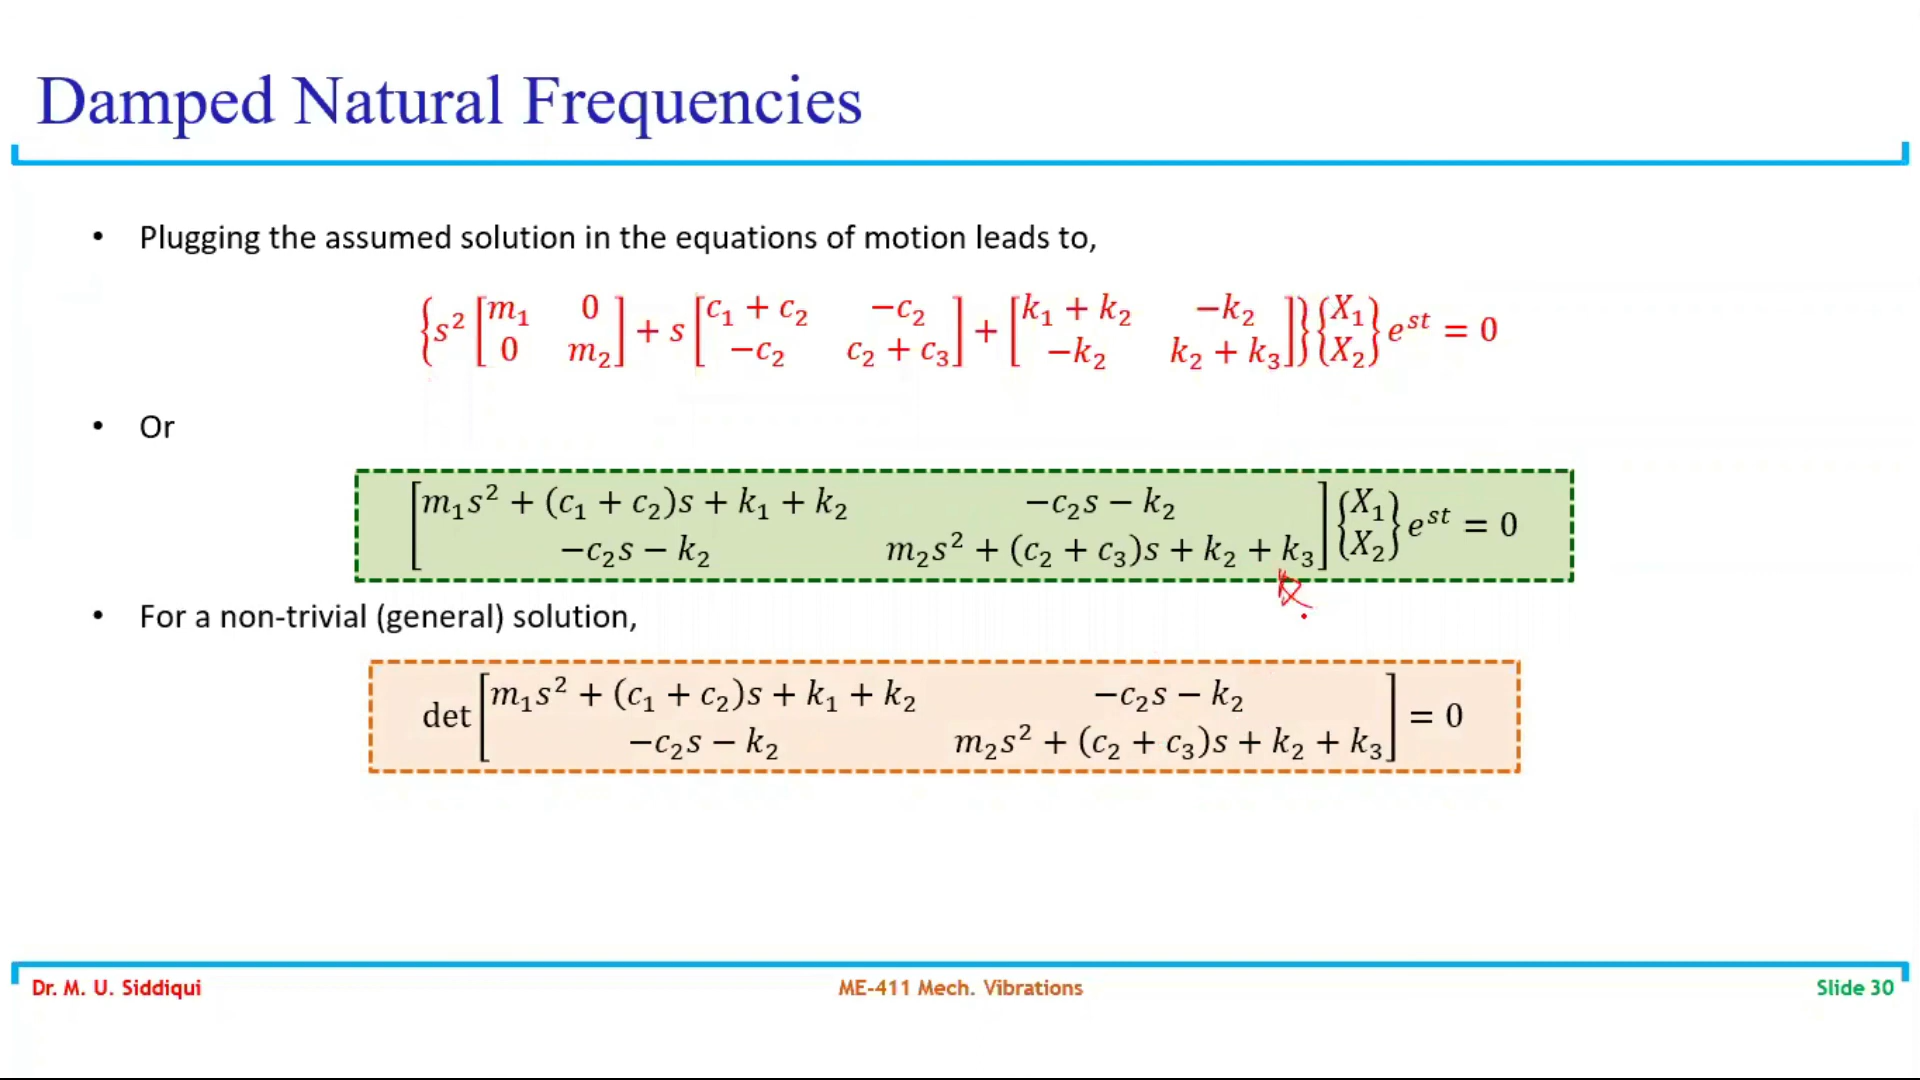 Damped Natural Frequencies
• Plugging the assumed solution in the equations of motion leads to,
{s² [m₁ 0; 0 m₂] + s [c₁ + c₂ −c₂; −c₂ c₂ + c₃] + [k₁ + k₂ −k₂; −k₂ k₂ + k₃]} {X₁; X₂} eˢᵗ = 0
• Or
[m₁s² + (c₁ + c₂)s + k₁ + k₂ −c₂s − k₂; −c₂s − k₂ m₂s² + (c₂ + c₃)s + k₂ + k₃] {X₁; X₂} eˢᵗ = 0
• For a non-trivial (general) solution,
det [m₁s² + (c₁ + c₂)s + k₁ + k₂ −c₂s − k₂; −c₂s − k₂ m₂s² + (c₂ + c₃)s + k₂ + k₃] = 0
Dr. M. U. Siddiqui ME-411 Mech. Vibrations Slide 30